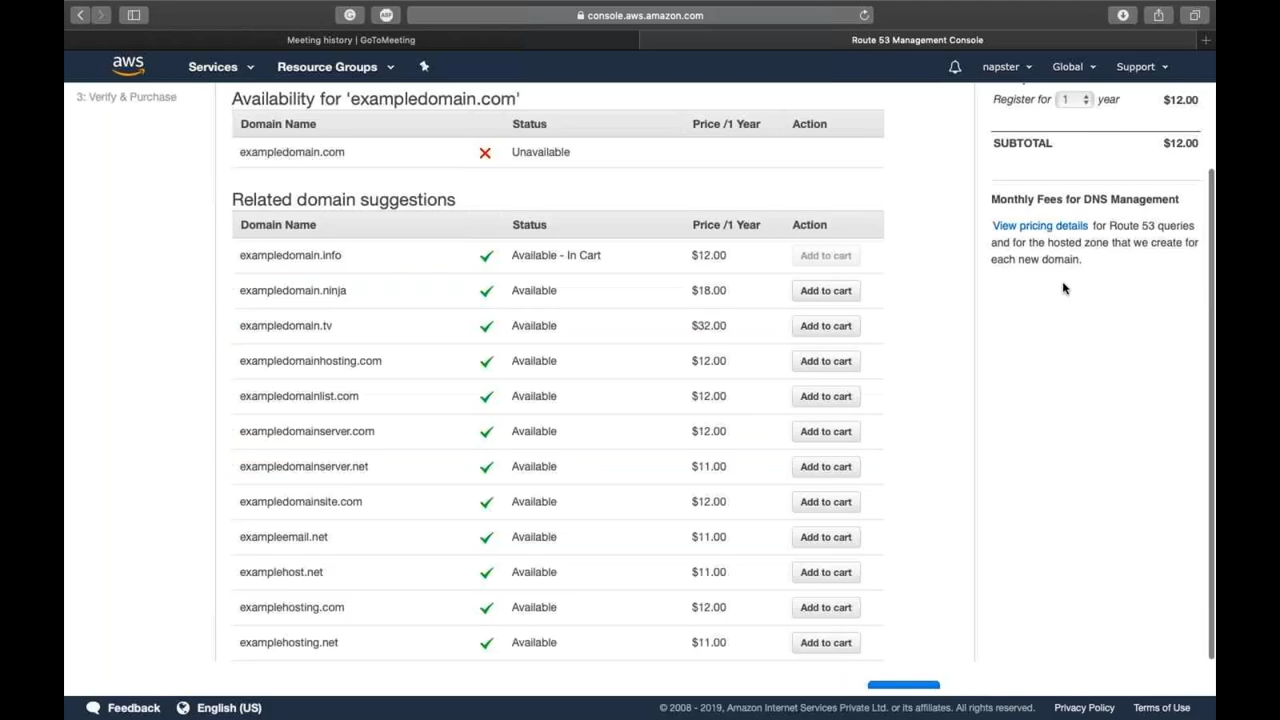 console.aws.amazon.com
Meeting history | GoToMeeting
Route 53 Management Console
aws
Services
Resource Groups
napster
Global
Support
3: Verify & Purchase
Availability for 'exampledomain.com'
Domain Name Status Price /1 Year Action
exampledomain.com Unavailable
Related domain suggestions
Domain Name Status Price /1 Year Action
exampledomain.info Available - In Cart $12.00 Add to cart
exampledomain.ninja Available $18.00 Add to cart
exampledomain.tv Available $32.00 Add to cart
exampledomainhosting.com Available $12.00 Add to cart
exampledomainlist.com Available $12.00 Add to cart
exampledomainserver.com Available $12.00 Add to cart
exampledomainserver.net Available $11.00 Add to cart
exampledomainsite.com Available $12.00 Add to cart
exampleemail.net Available $11.00 Add to cart
examplehost.net Available $11.00 Add to cart
examplehosting.com Available $12.00 Add to cart
examplehosting.net Available $11.00 Add to cart
Register for 1 year $12.00
SUBTOTAL $12.00
Monthly Fees for DNS Management
View pricing details for Route 53 queries
and for the hosted zone that we create for
each new domain.
Feedback
English (US)
© 2008 - 2019, Amazon Internet Services Private Ltd. or its affiliates. All rights reserved.
Privacy Policy
Terms of Use